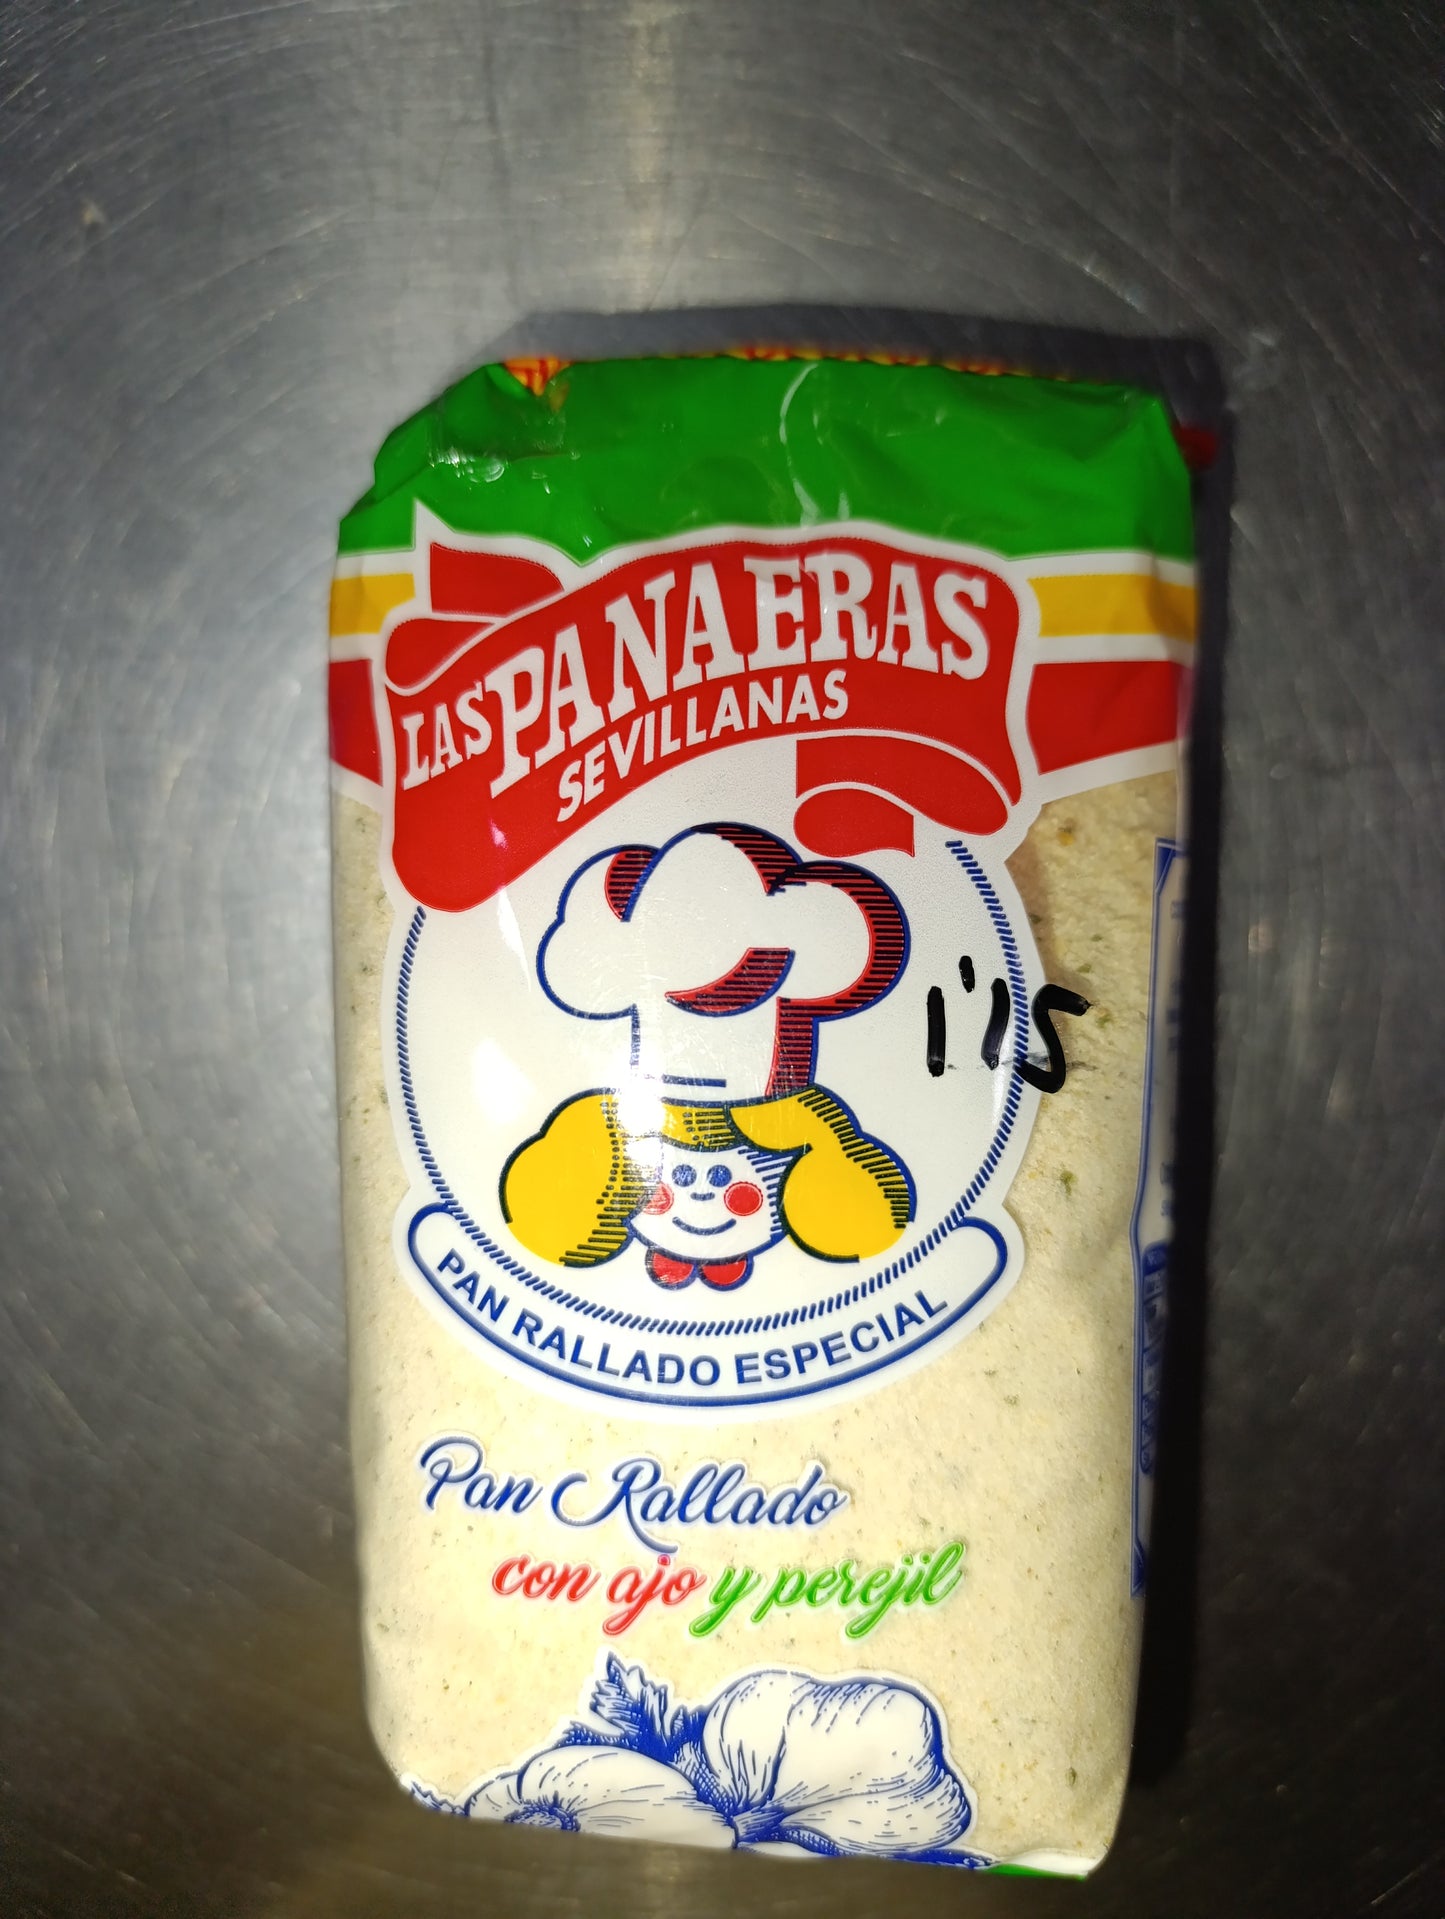 LAS PANAERAS
SEVILLANAS
1'15
PAN RALLADO ESPECIAL
Pan Rallado
con ajo y perejil